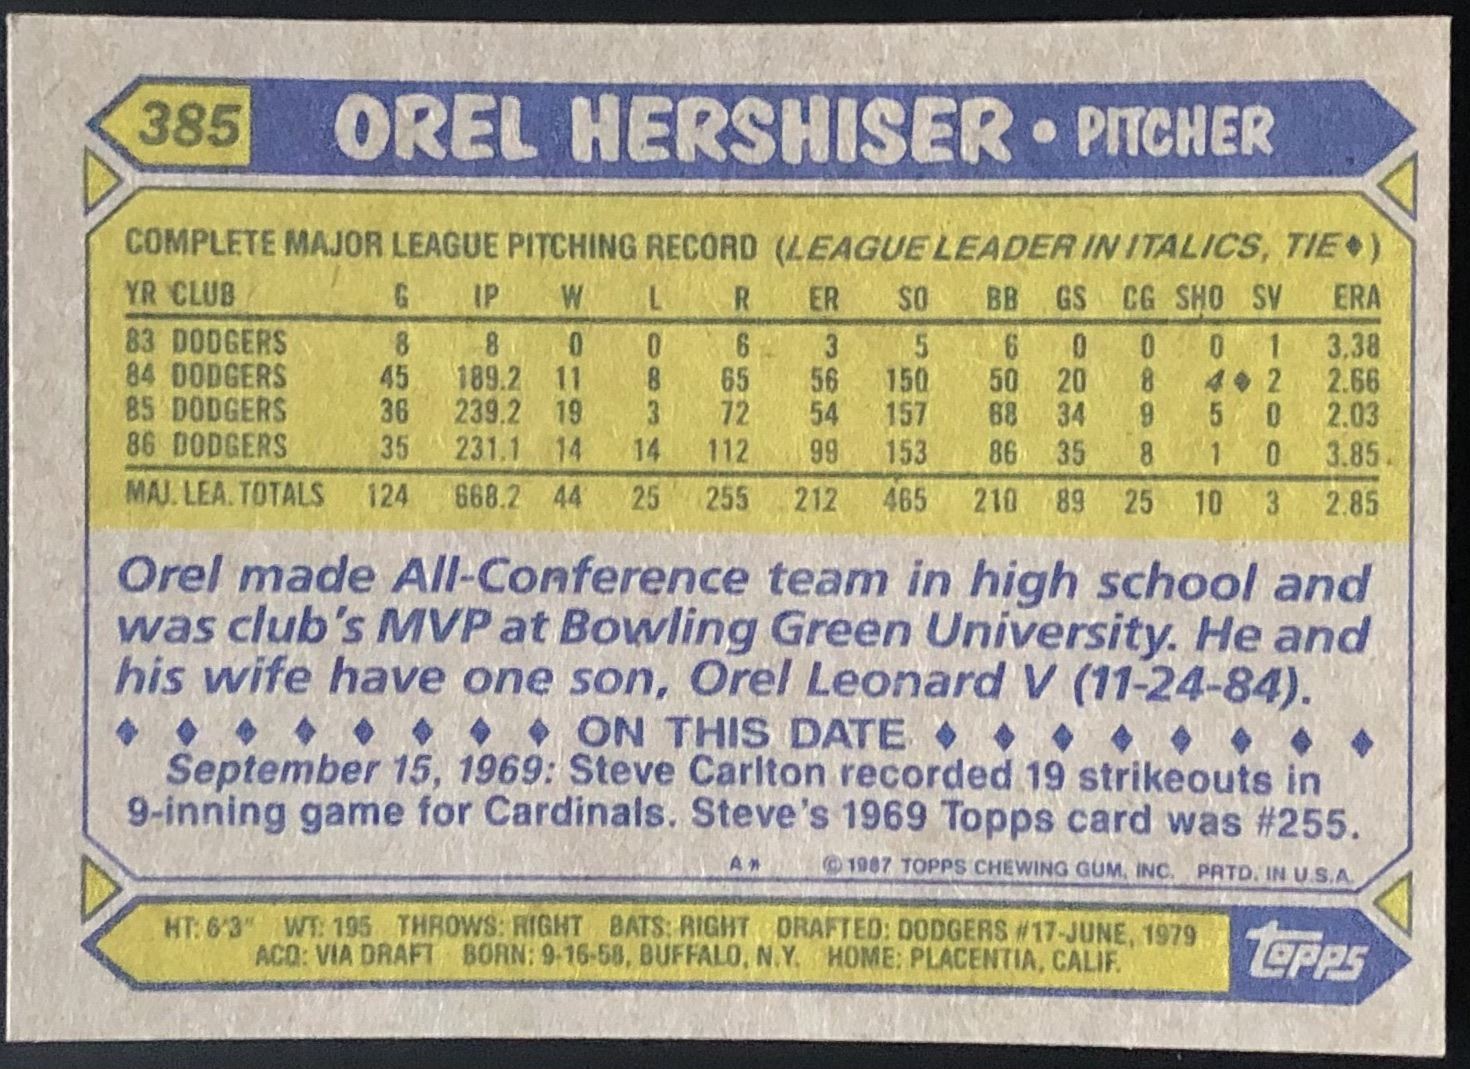 385 OREL HERSHISER • PITCHER
COMPLETE MAJOR LEAGUE PITCHING RECORD (LEAGUE LEADER IN ITALICS, TIE♦)
YR CLUB G IP W L R ER SO BB GS CG SHO SV ERA
83 DODGERS 8 8 0 0 6 3 5 6 0 0 0 1 3.38
84 DODGERS 45 189.2 11 8 65 56 150 50 20 8 4♦ 2 2.66
85 DODGERS 36 239.2 19 3 72 54 157 68 34 9 5 0 2.03
86 DODGERS 35 231.1 14 14 112 99 153 86 35 8 1 0 3.85
MAJ. LEA. TOTALS 124 668.2 44 25 255 212 465 210 89 25 10 3 2.85
Orel made All-Conference team in high school and
was club's MVP at Bowling Green University. He and
his wife have one son, Orel Leonard V (11-24-84).
♦ ♦ ♦ ♦ ♦ ♦ ♦ ♦ ON THIS DATE ♦ ♦ ♦ ♦ ♦ ♦ ♦ ♦
September 15, 1969: Steve Carlton recorded 19 strikeouts in
9-inning game for Cardinals. Steve's 1969 Topps card was #255.
A* © 1987 TOPPS CHEWING GUM, INC. PRTD. IN U.S.A.
HT: 6'3" WT: 195 THROWS: RIGHT BATS: RIGHT DRAFTED: DODGERS #17-JUNE, 1979
ACQ: VIA DRAFT BORN: 9-16-58, BUFFALO, N.Y. HOME: PLACENTIA, CALIF.
topps